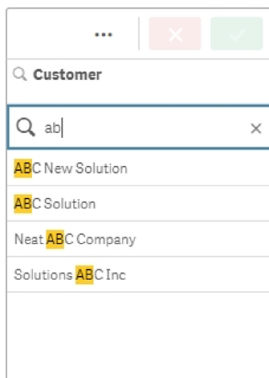 Customer
ab
ABC New Solution
ABC Solution
Neat ABC Company
Solutions ABC Inc